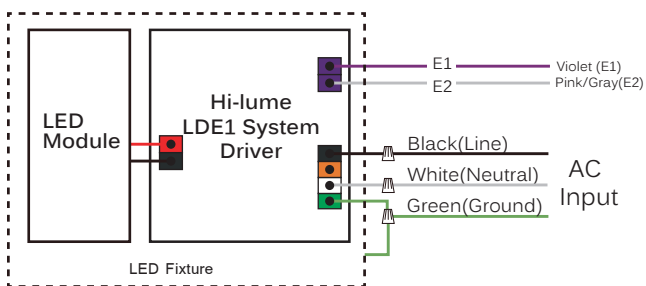 E1
Violet (E1)
E2
Pink/Gray(E2)
Hi-lume
LDE1 System
Driver
LED
Module
Black(Line)
White(Neutral)
Green(Ground)
AC
Input
LED Fixture